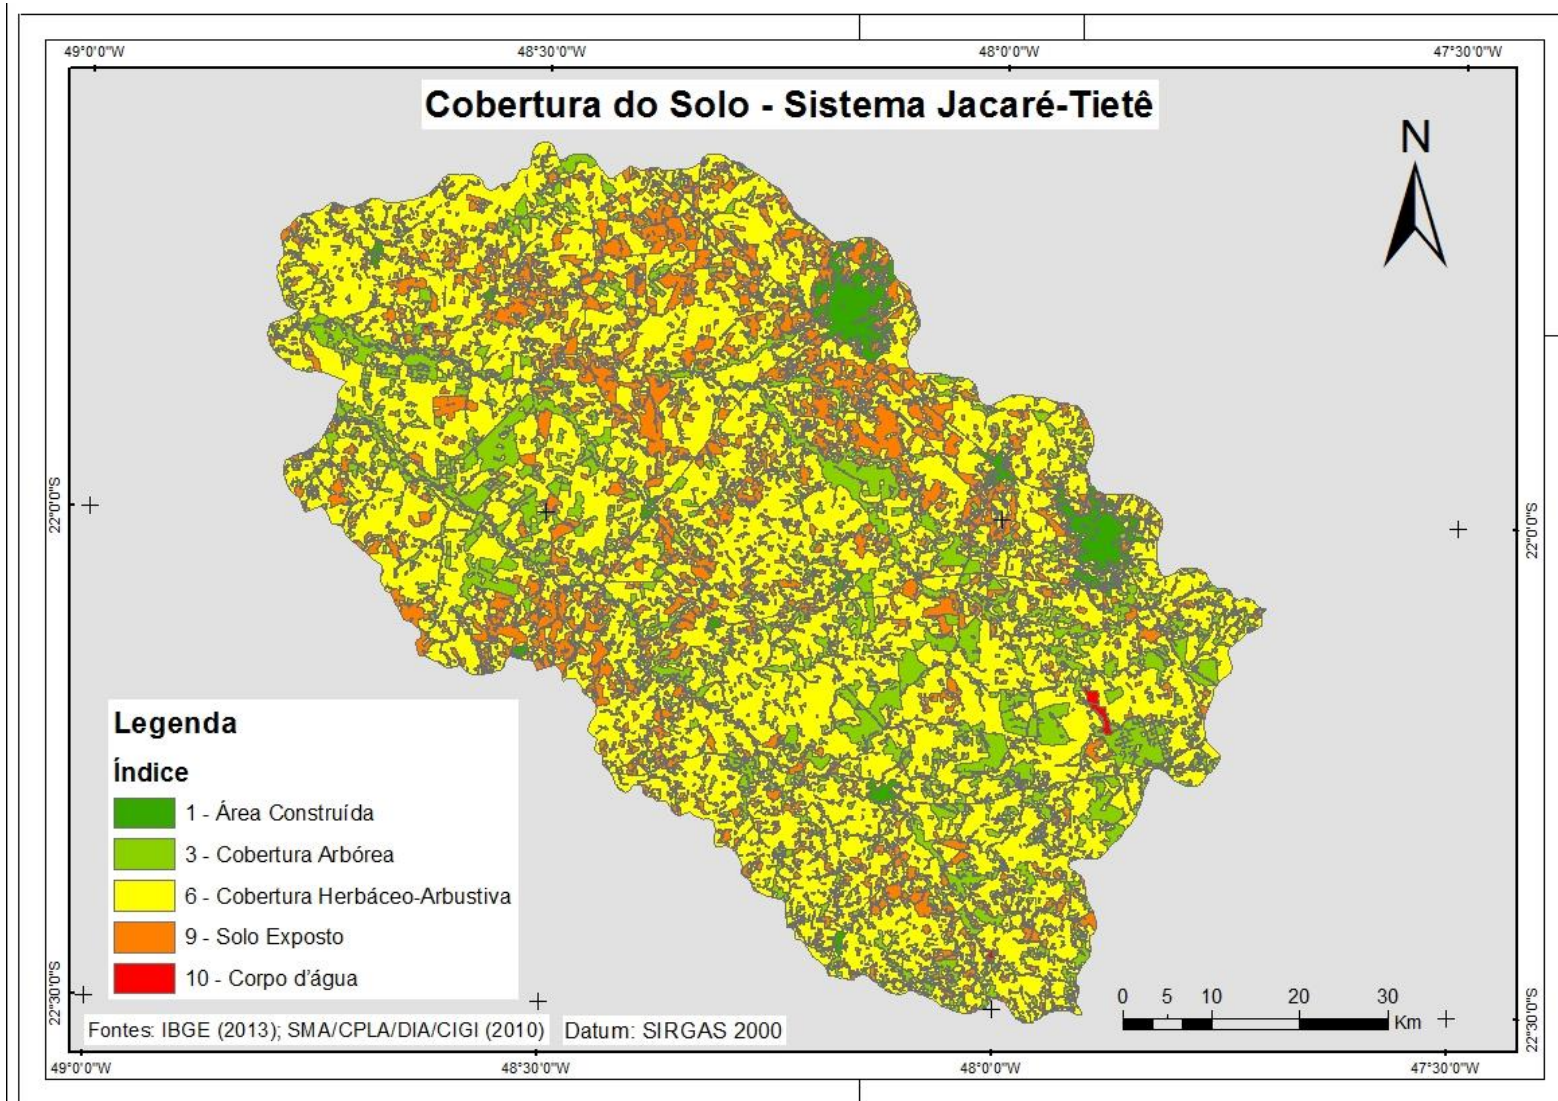 49°0'0"W 48°30'0"W 48°0'0"W 47°30'0"W
Cobertura do Solo - Sistema Jacaré-Tietê
N
22°0'0"S
22°0'0"S
Legenda
Índice
1 - Área Construída
3 - Cobertura Arbórea
6 - Cobertura Herbáceo-Arbustiva
9 - Solo Exposto
10 - Corpo d'água
22°30'0"S
0 5 10 20 30
Km
22°30'0"S
Fontes: IBGE (2013); SMA/CPLA/DIA/CIGI (2010) Datum: SIRGAS 2000
49°0'0"W 48°30'0"W 48°0'0"W 47°30'0"W